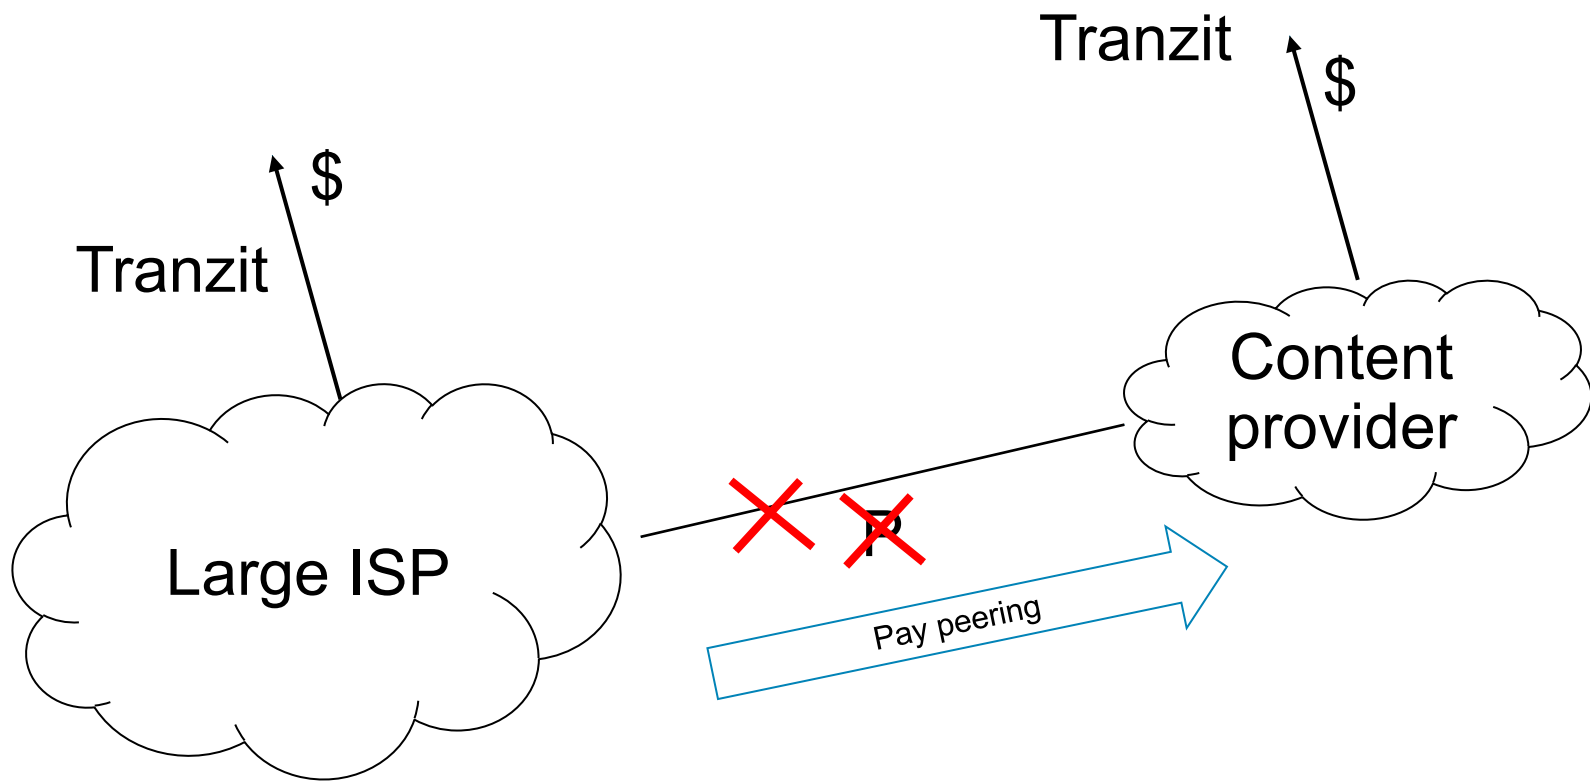 Tranzit
$
$
Tranzit
Content
provider
P
Large ISP
Pay peering